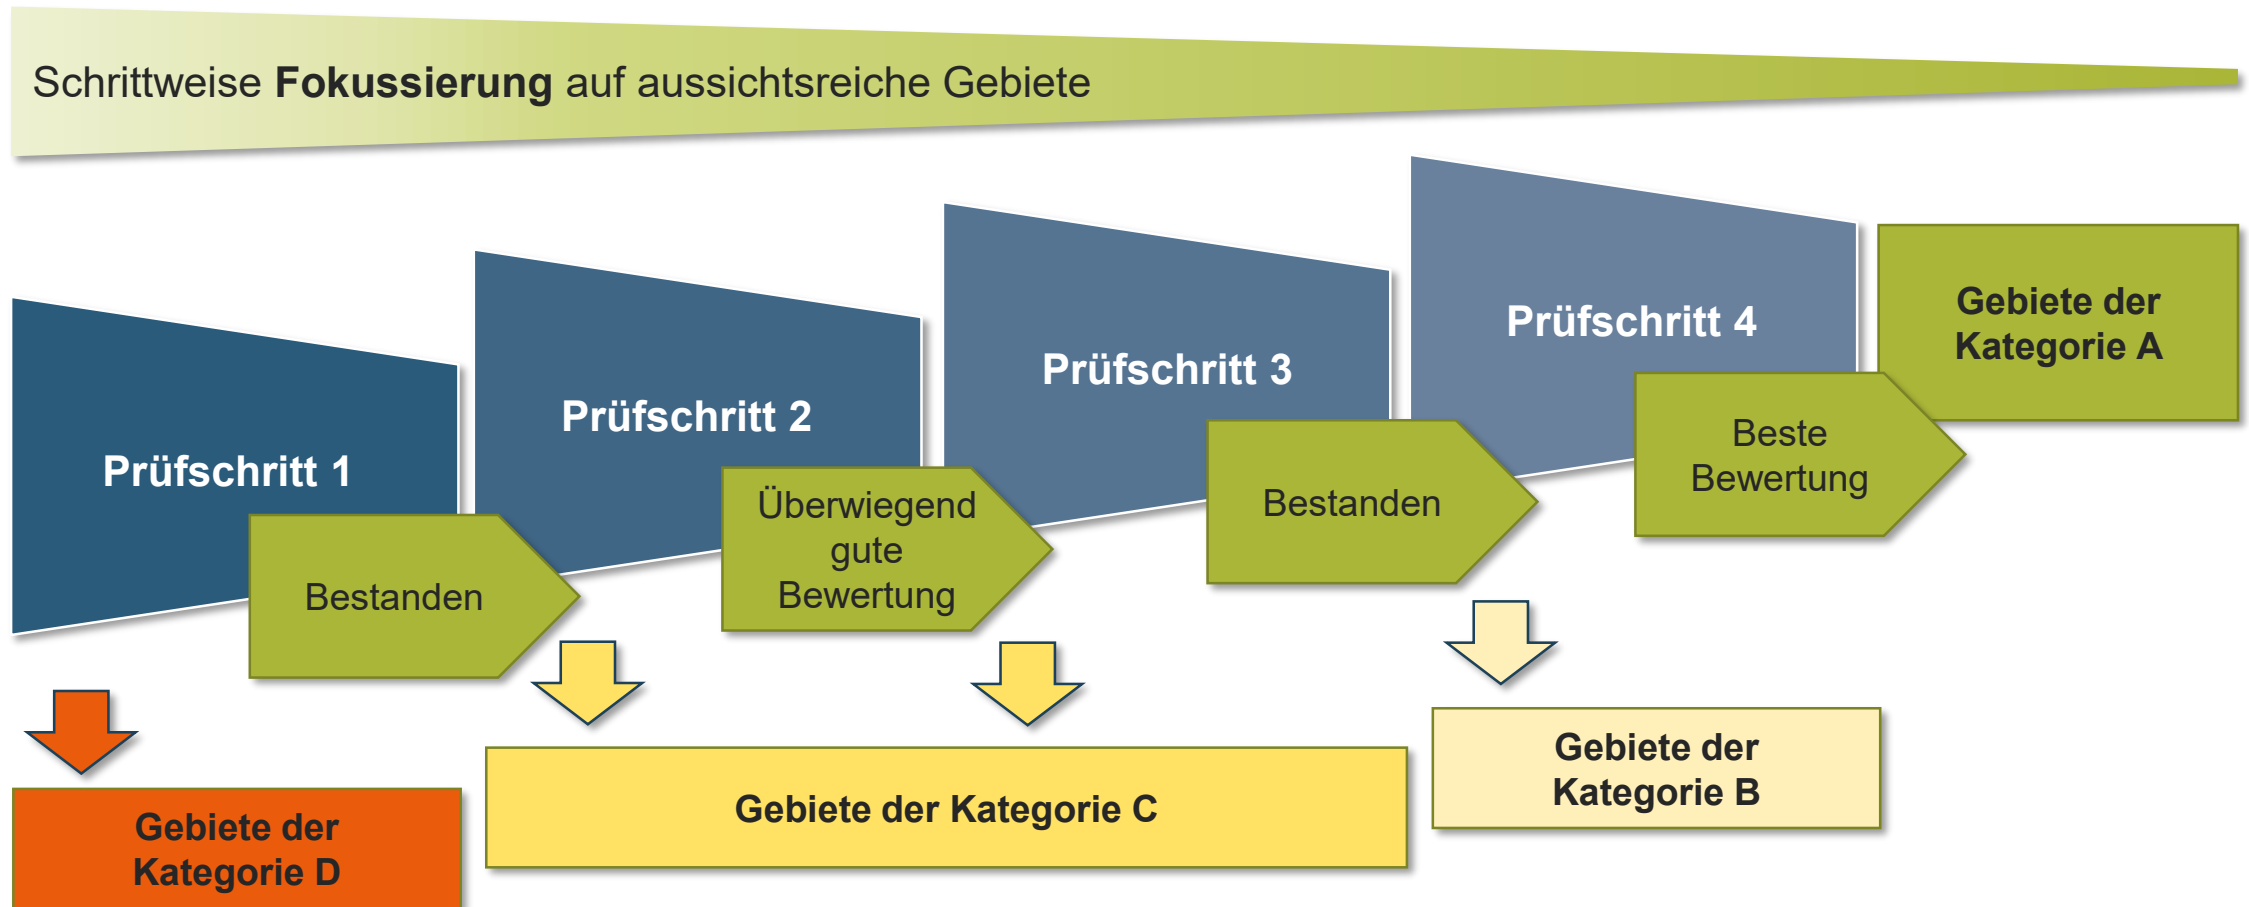 Schrittweise Fokussierung auf aussichtsreiche Gebiete
Prüfschritt 1
Bestanden
Prüfschritt 2
Überwiegend
gute
Bewertung
Prüfschritt 3
Bestanden
Prüfschritt 4
Beste
Bewertung
Gebiete der
Kategorie A
Gebiete der
Kategorie D
Gebiete der Kategorie C
Gebiete der
Kategorie B